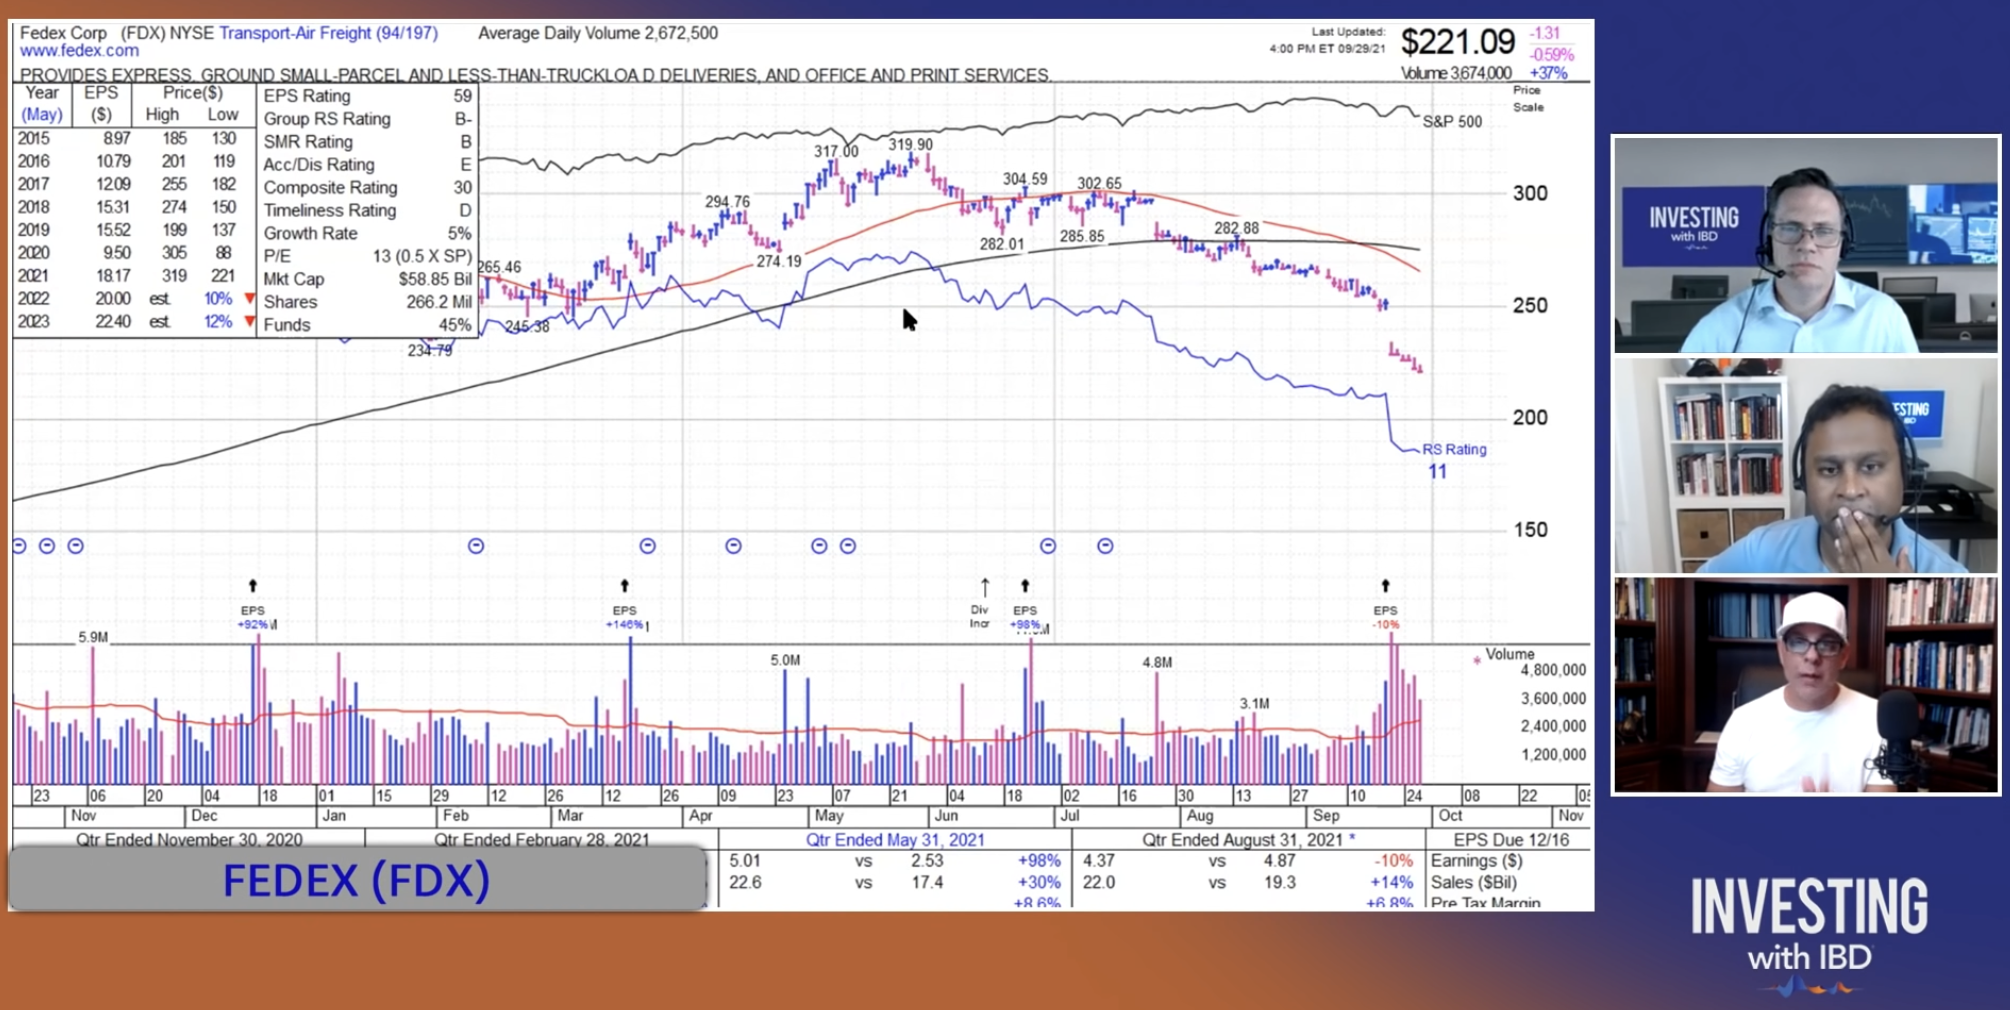 Fedex Corp (FDX) NYSE Transport-Air Freight (94/197) Average Daily Volume 2,672,500
www.fedex.com
Last Updated:
4:00 PM ET 09/29/21
$221.09
-1.31
-0.59%
Volume 3,674,000 +37%
PROVIDES EXPRESS, GROUND SMALL-PARCEL AND LESS-THAN-TRUCKLOA D DELIVERIES, AND OFFICE AND PRINT SERVICES.
Year EPS Price($)
(May) ($) High Low
2015 8.97 185 130
2016 10.79 201 119
2017 12.09 255 182
2018 15.31 274 150
2019 15.52 199 137
2020 9.50 305 88
2021 18.17 319 221
2022 20.00 est. 10%
2023 22.40 est. 12%
EPS Rating 59
Group RS Rating B-
SMR Rating B
Acc/Dis Rating E
Composite Rating 30
Timeliness Rating D
Growth Rate 5%
P/E 13 (0.5 X SP)
Mkt Cap $58.85 Bil
Shares 266.2 Mil
Funds 45%
Price
Scale
S&P 500
317.00
319.90
304.59
302.65
300
294.76
282.88
282.01
285.85
274.19
265.46
250
245.38
234.79
200
RS Rating
11
150
EPS
+92%
EPS
+146%
Div
Incr
EPS
+98%
EPS
-10%
5.9M
5.0M
4.8M
3.1M
Volume
4,800,000
3,600,000
2,400,000
1,200,000
23 06 20 04 18 01 15 29 12 26 12 26 09 23 07 21 04 18 02 16 30 13 27 10 24 08 22 05
Nov Dec Jan Feb Mar Apr May Jun Jul Aug Sep Oct Nov
Qtr Ended November 30, 2020 Qtr Ended February 28, 2021 Qtr Ended May 31, 2021 Qtr Ended August 31, 2021 * EPS Due 12/16
5.01 vs 2.53 +98% 4.37 vs 4.87 -10% Earnings ($)
22.6 vs 17.4 +30% 22.0 vs 19.3 +14% Sales ($Bil)
+8.6% +6.8% Pre Tax Margin
FEDEX (FDX)
INVESTING
with IBD
INVESTING
with IBD